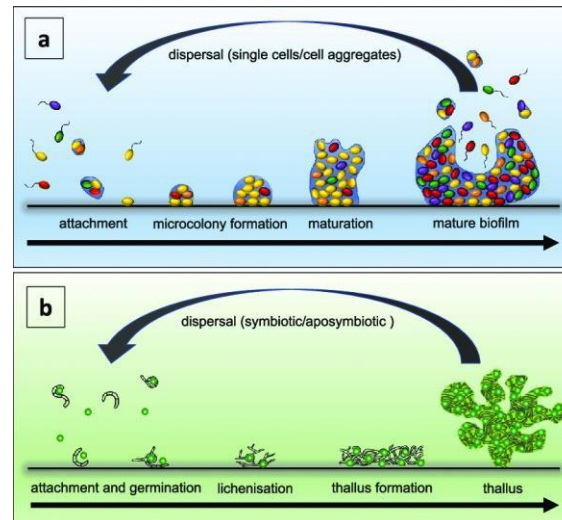 a
dispersal (single cells/cell aggregates)
attachment microcolony formation maturation mature biofilm
b
dispersal (symbiotic/aposymbiotic )
attachment and germination lichenisation thallus formation thallus